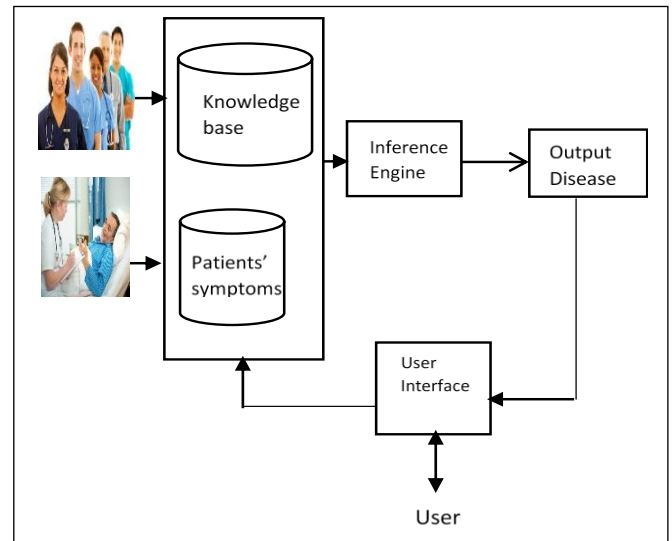 Knowledge
base
Inference
Engine
Output
Disease
Patients’
symptoms
User
Interface
User